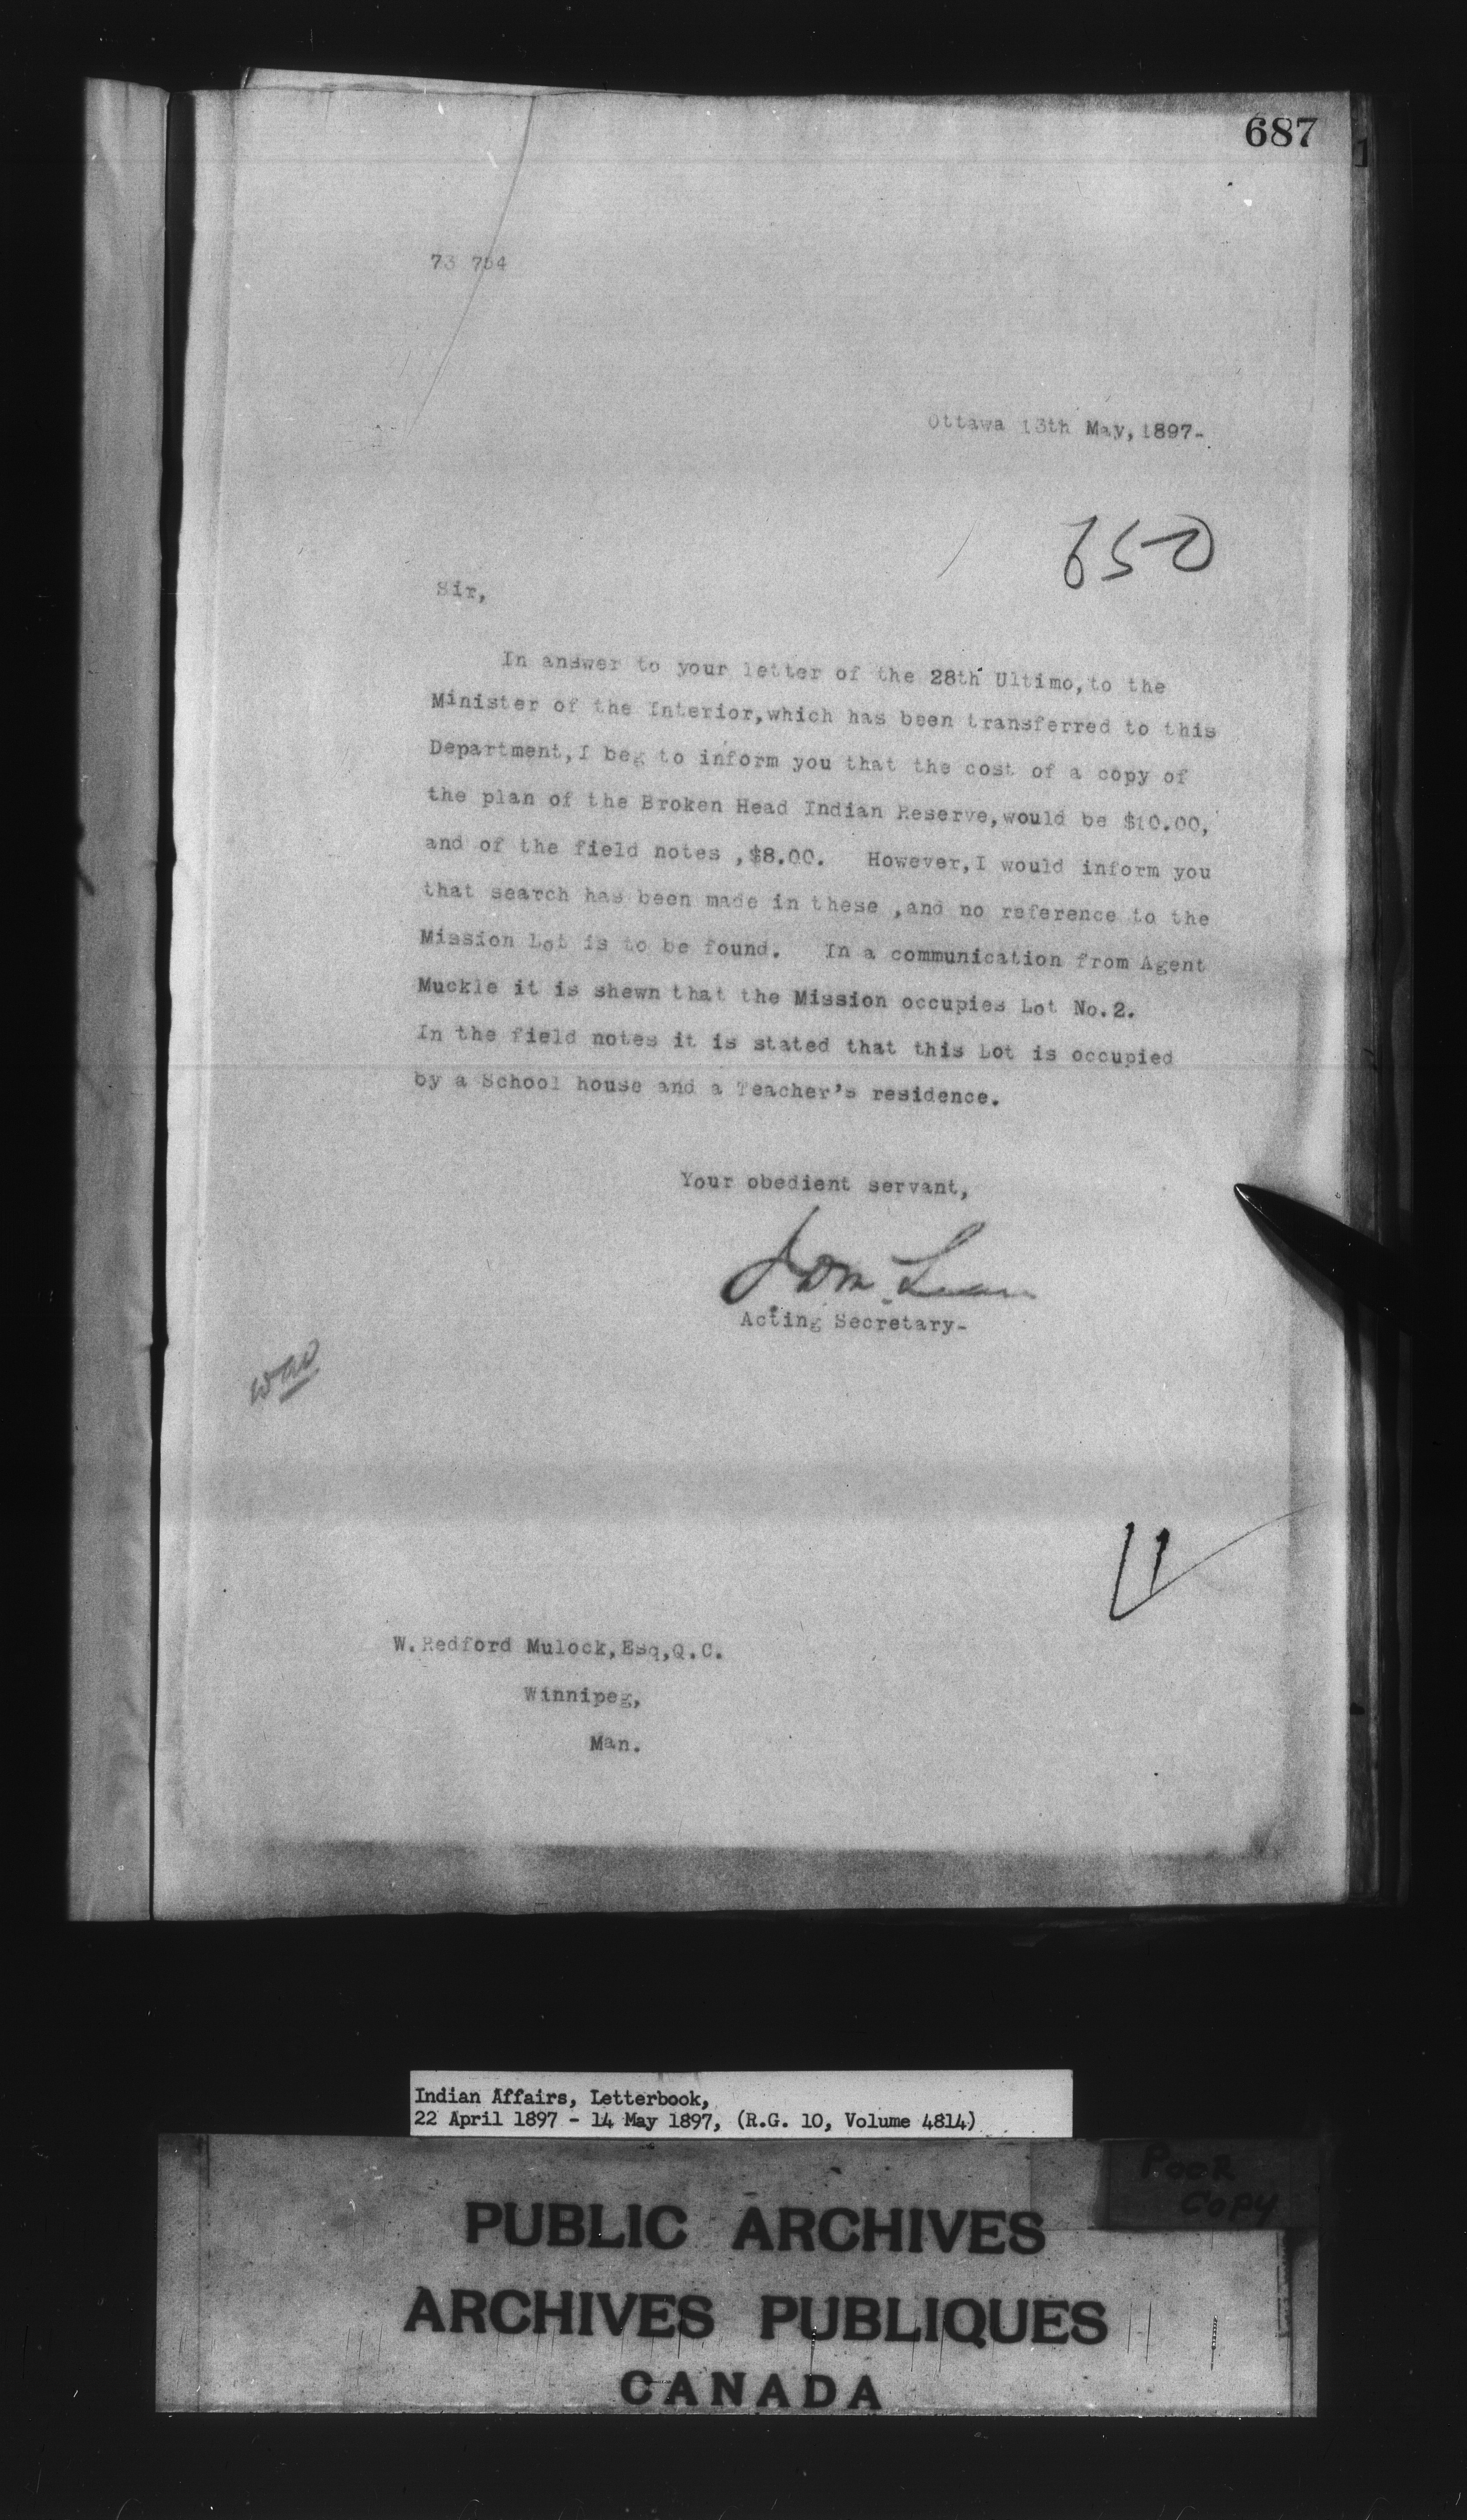 687
73 754
Ottawa 13th May, 1897-
650
Sir,
In answer to your letter of the 28th Ultimo, to the
Minister of the Interior, which has been transferred to this
Department, I beg to inform you that the cost of a copy of
the plan of the Broken Head Indian Reserve, would be $10.00,
and of the field notes , $8.00. However, I would inform you
that search has been made in these , and no reference to the
Mission Lot is to be found. In a communication from Agent
Muckle it is shewn that the Mission occupies Lot No. 2.
In the field notes it is stated that this Lot is occupied
by a School house and a Teacher's residence.
Your obedient servant,
Acting Secretary-
W. Redford Mulock, Esq, Q.C.
Winnipeg,
Man.
Indian Affairs, Letterbook,
22 April 1897 - 14 May 1897, (R.G. 10, Volume 4814)
Poor
Copy
PUBLIC ARCHIVES
ARCHIVES PUBLIQUES
CANADA